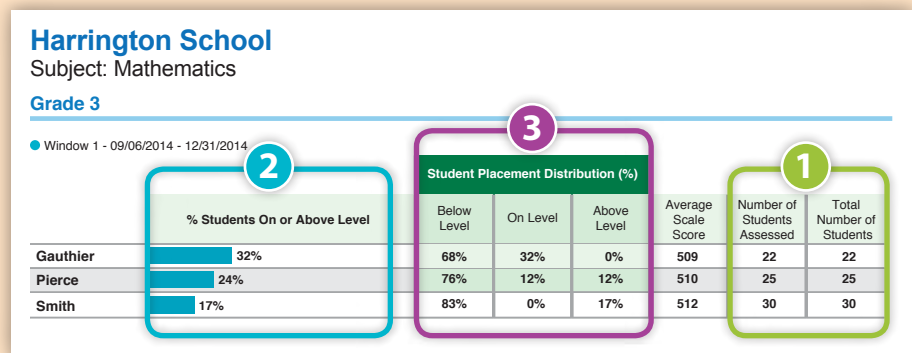 Harrington School
Subject: Mathematics
Grade 3
Window 1 - 09/06/2014 - 12/31/2014
2
3
1
Student Placement Distribution (%)
% Students On or Above Level
Below
Level
On Level
Above
Level
Average
Scale
Score
Number of
Students
Assessed
Total
Number of
Students
Gauthier 32% 68% 32% 0% 509 22 22
Pierce 24% 76% 12% 12% 510 25 25
Smith 17% 83% 0% 17% 512 30 30